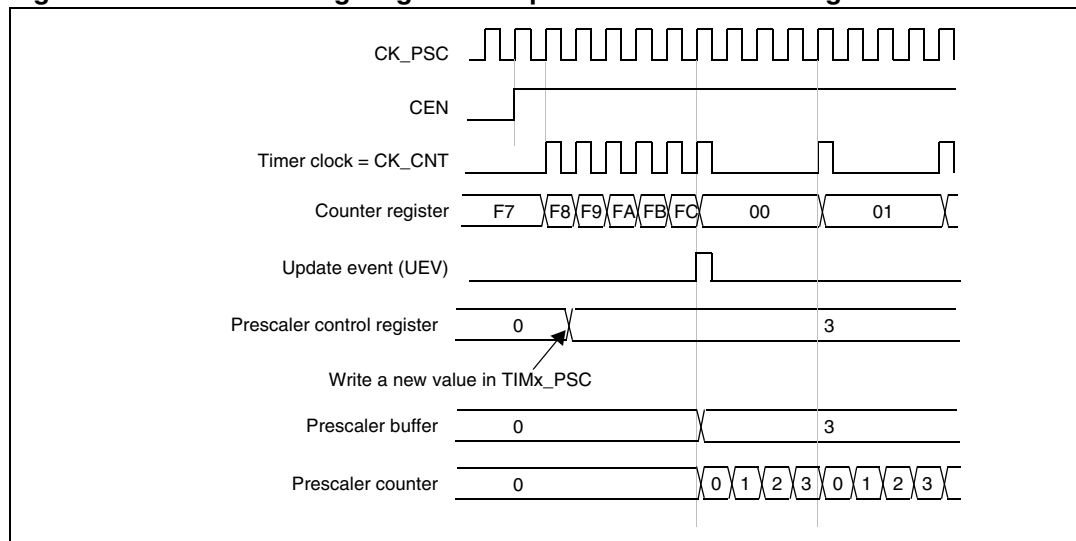 CK_PSC
CEN
Timer clock = CK_CNT
Counter register F7 F8 F9 FA FB FC 00 01
Update event (UEV)
Prescaler control register 0 3
Write a new value in TIMx_PSC
Prescaler buffer 0 3
Prescaler counter 0 0 1 2 3 0 1 2 3